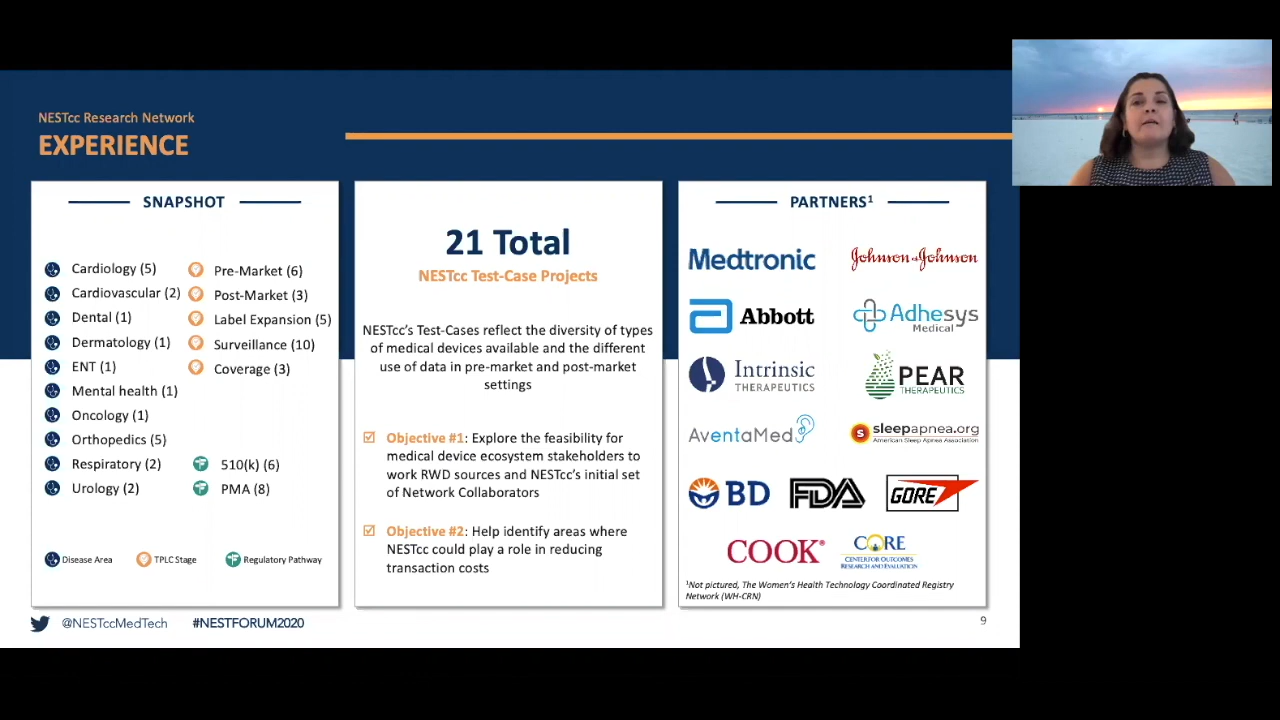 NESTcc Research Network
EXPERIENCE
SNAPSHOT
Cardiology (5)
Cardiovascular (2)
Dental (1)
Dermatology (1)
ENT (1)
Mental health (1)
Oncology (1)
Orthopedics (5)
Respiratory (2)
Urology (2)
Pre-Market (6)
Post-Market (3)
Label Expansion (5)
Surveillance (10)
Coverage (3)
510(k) (6)
PMA (8)
Disease Area
TPLC Stage
Regulatory Pathway
21 Total
NESTcc Test-Case Projects
NESTcc's Test-Cases reflect the diversity of types
of medical devices available and the different
use of data in pre-market and post-market
settings
Objective #1: Explore the feasibility for
medical device ecosystem stakeholders to
work RWD sources and NESTcc's initial set
of Network Collaborators
Objective #2: Help identify areas where
NESTcc could play a role in reducing
transaction costs
PARTNERS¹
Medtronic
Johnson & Johnson
Abbott
Adhesys
Medical
Intrinsic
THERAPEUTICS
PEAR
THERAPEUTICS
AventaMed
sleepapnea.org
American Sleep Apnea Association
BD
FDA
GORE
COOK®
CORE
CENTER FOR OUTCOMES
RESEARCH AND EVALUATION
¹Not pictured, The Women's Health Technology Coordinated Registry
Network (WH-CRN)
@NESTccMedTech
#NESTFORUM2020
9